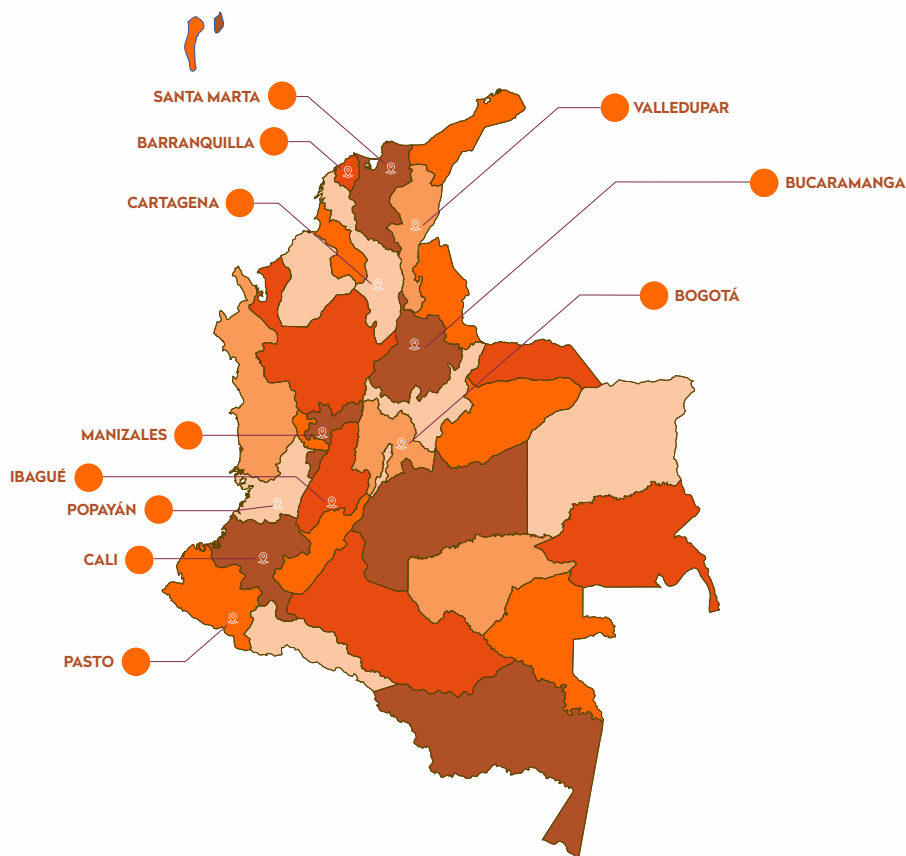 SANTA MARTA
VALLEDUPAR
BARRANQUILLA
BUCARAMANGA
CARTAGENA
BOGOTÁ
MANIZALES
IBAGUÉ
POPAYÁN
CALI
PASTO